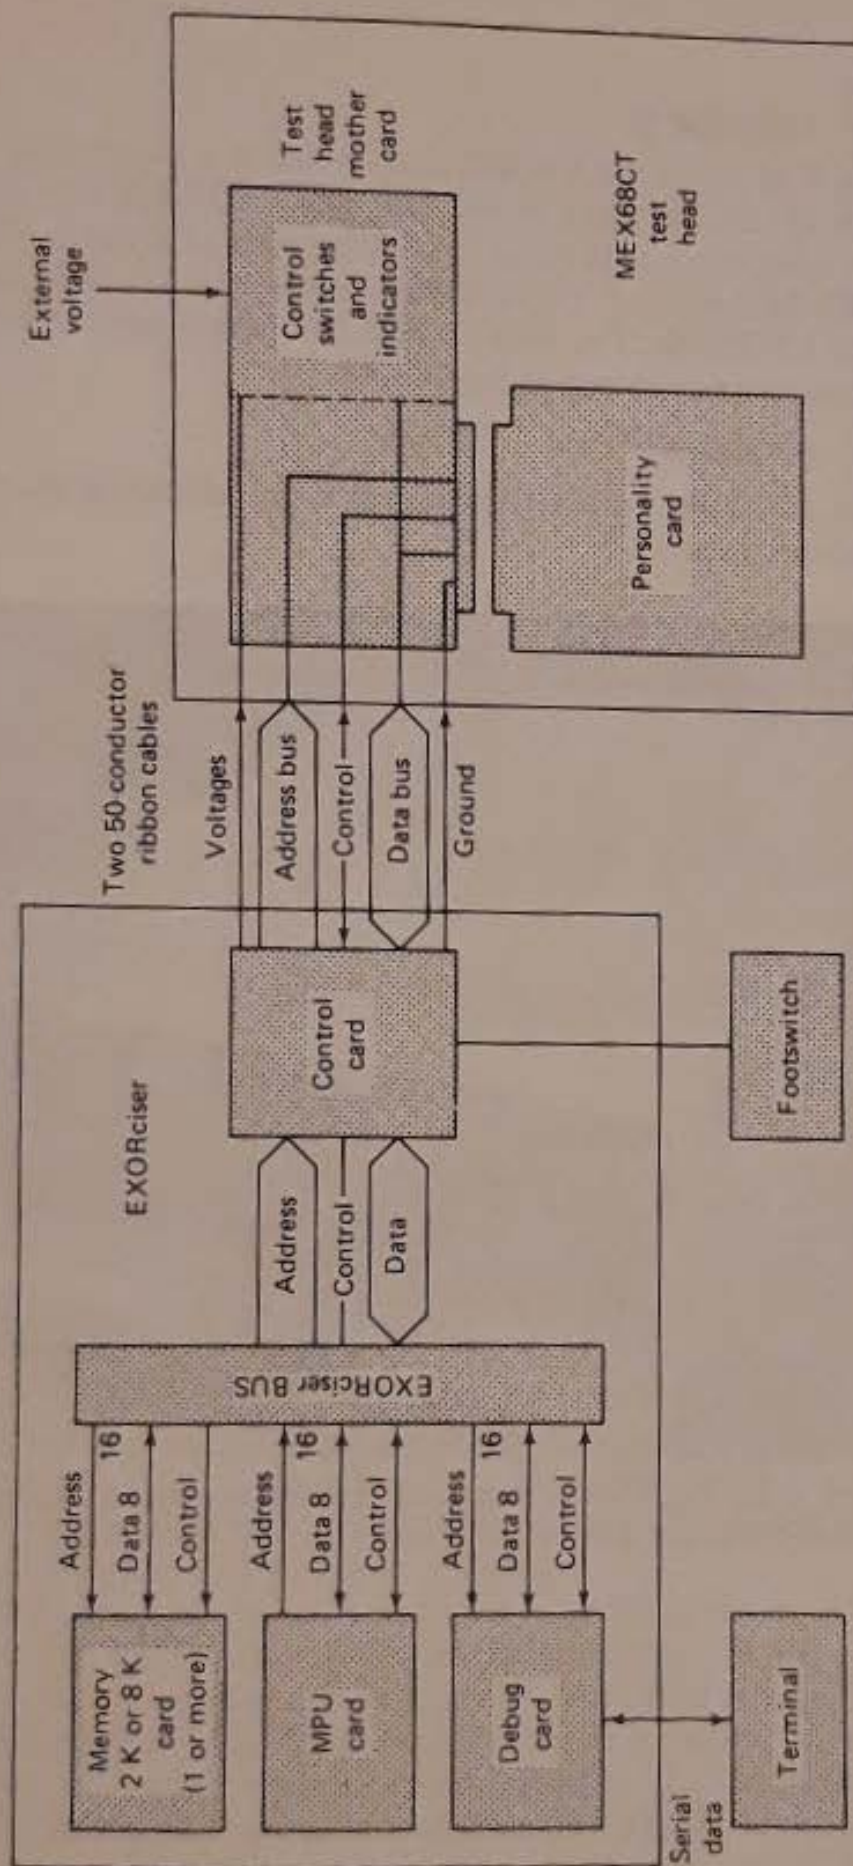 Memory
2 K or 8 K
card
(1 or more)
Address
16
Data 8
Control
MPU
card
Address
16
Data 8
Control
Debug
card
Address
16
Data 8
Control
Serial
data
Terminal
EXORciser BUS
EXORciser
Address
Control
Data
Control
card
Footswitch
Two 50-conductor
ribbon cables
Voltages
Address bus
Control
Data bus
Ground
External
voltage
Test
head
mother
card
Control
switches
and
indicators
Personality
card
MEX68CT
test
head